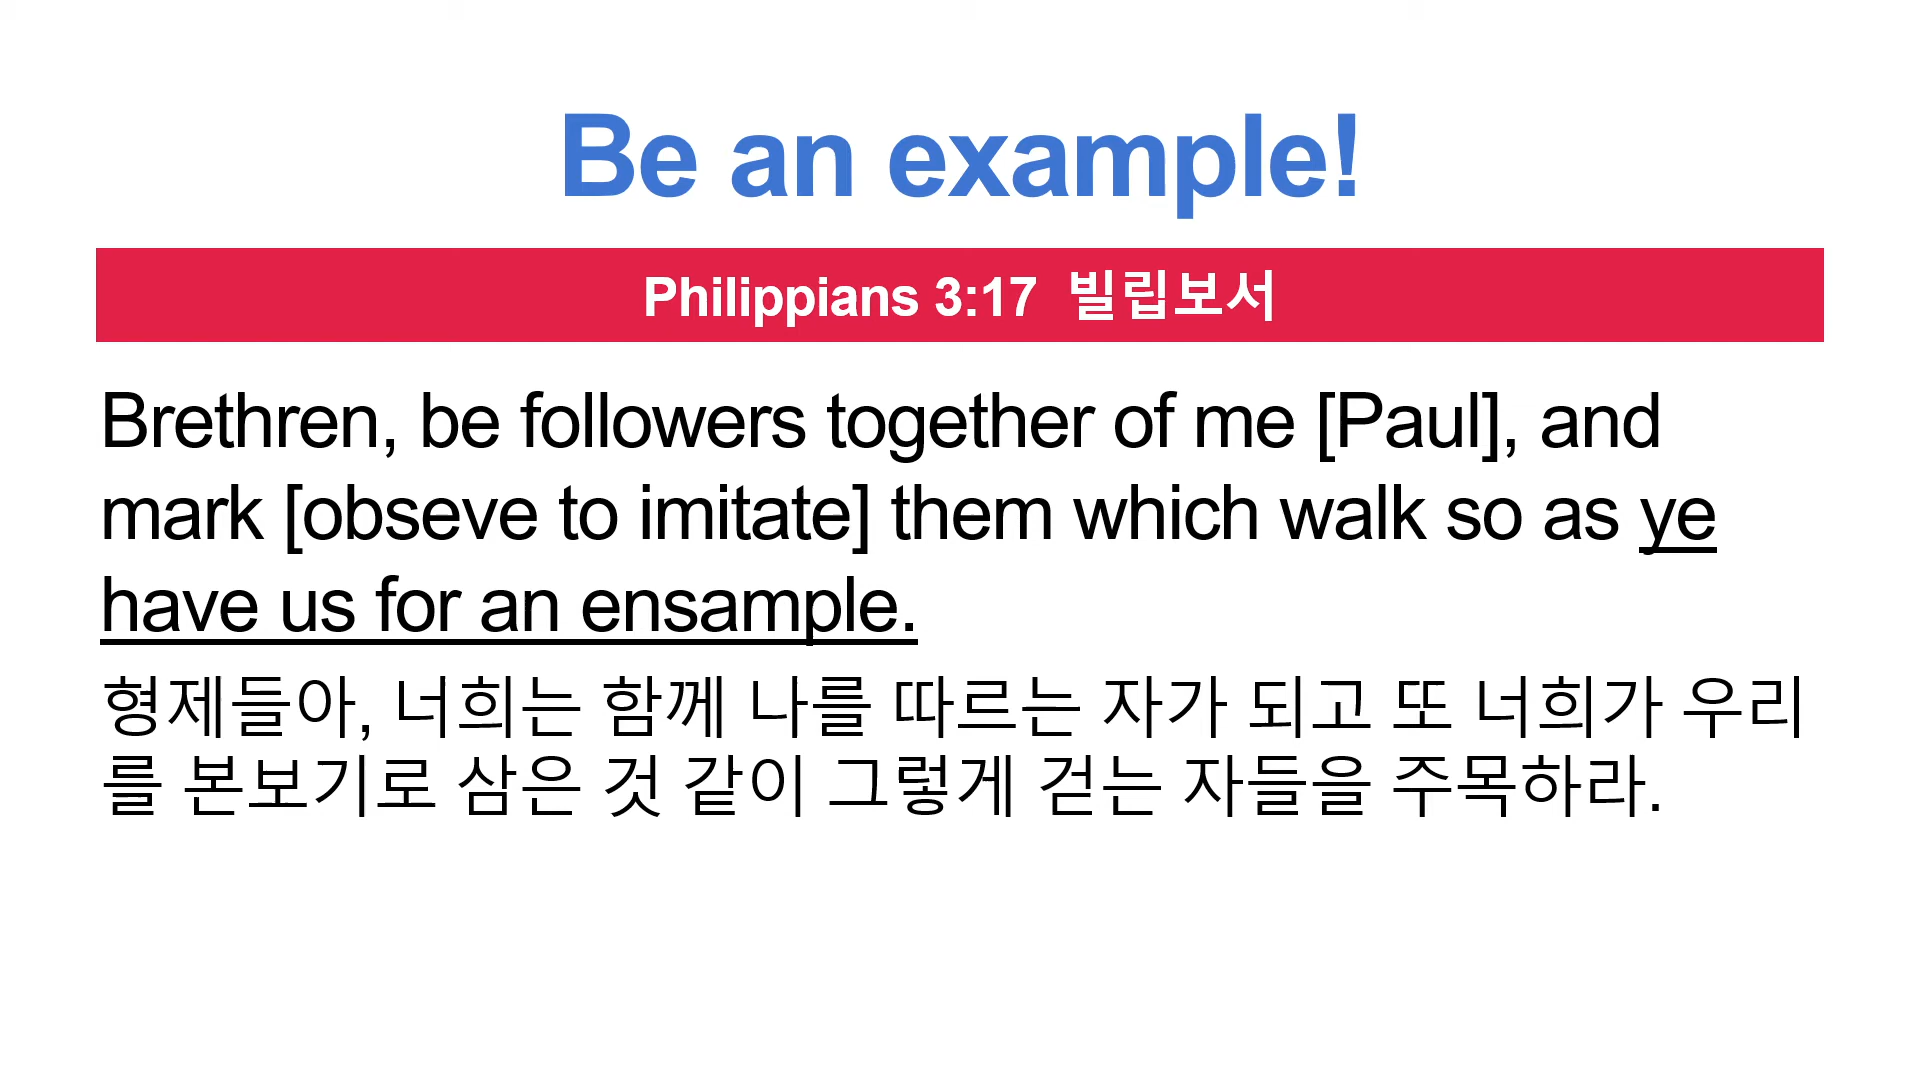 Be an example!
Philippians 3:17 빌립보서
Brethren, be followers together of me [Paul], and
mark [obseve to imitate] them which walk so as ye
have us for an ensample.
형제들아, 너희는 함께 나를 따르는 자가 되고 또 너희가 우리
를 본보기로 삼은 것 같이 그렇게 걷는 자들을 주목하라.